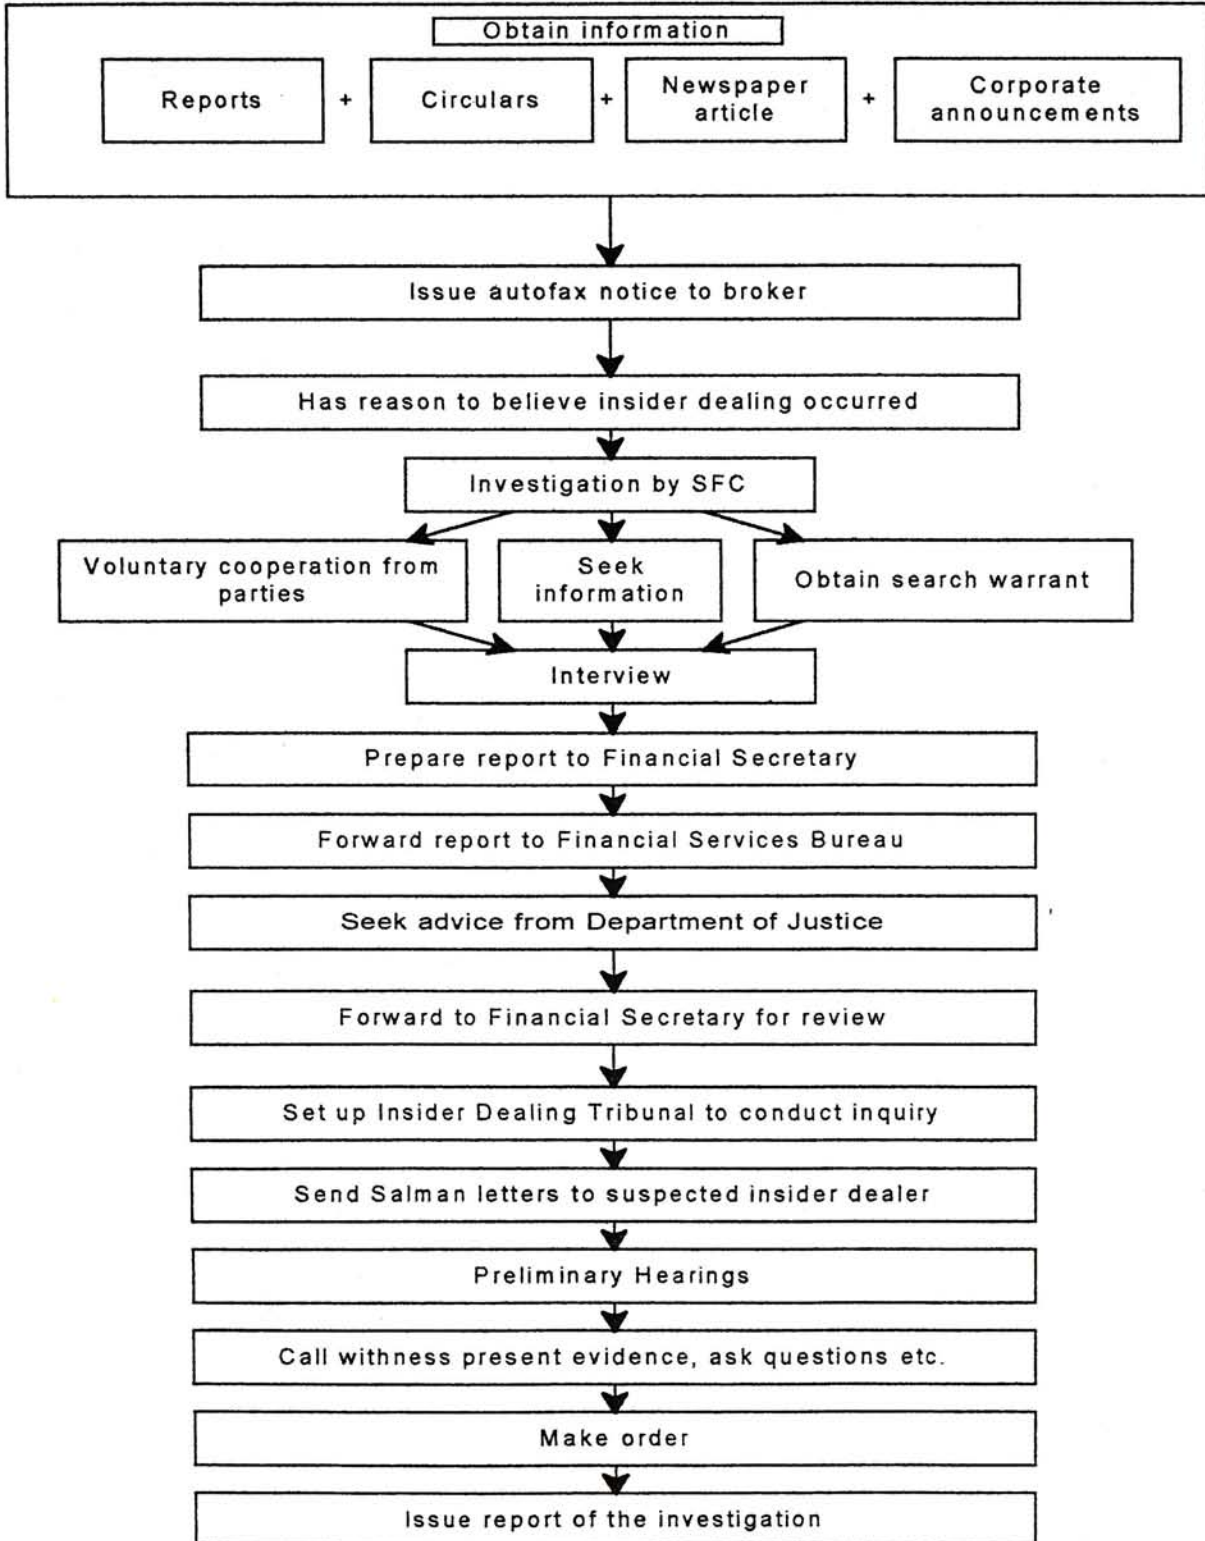 Obtain information
Reports + Circulars + Newspaper article + Corporate announcements
Issue autofax notice to broker
Has reason to believe insider dealing occurred
Investigation by SFC
Voluntary cooperation from
parties
Seek
information
Obtain search warrant
Interview
Prepare report to Financial Secretary
Forward report to Financial Services Bureau
Seek advice from Department of Justice
Forward to Financial Secretary for review
Set up Insider Dealing Tribunal to conduct inquiry
Send Salman letters to suspected insider dealer
Preliminary Hearings
Call withness present evidence, ask questions etc.
Make order
Issue report of the investigation